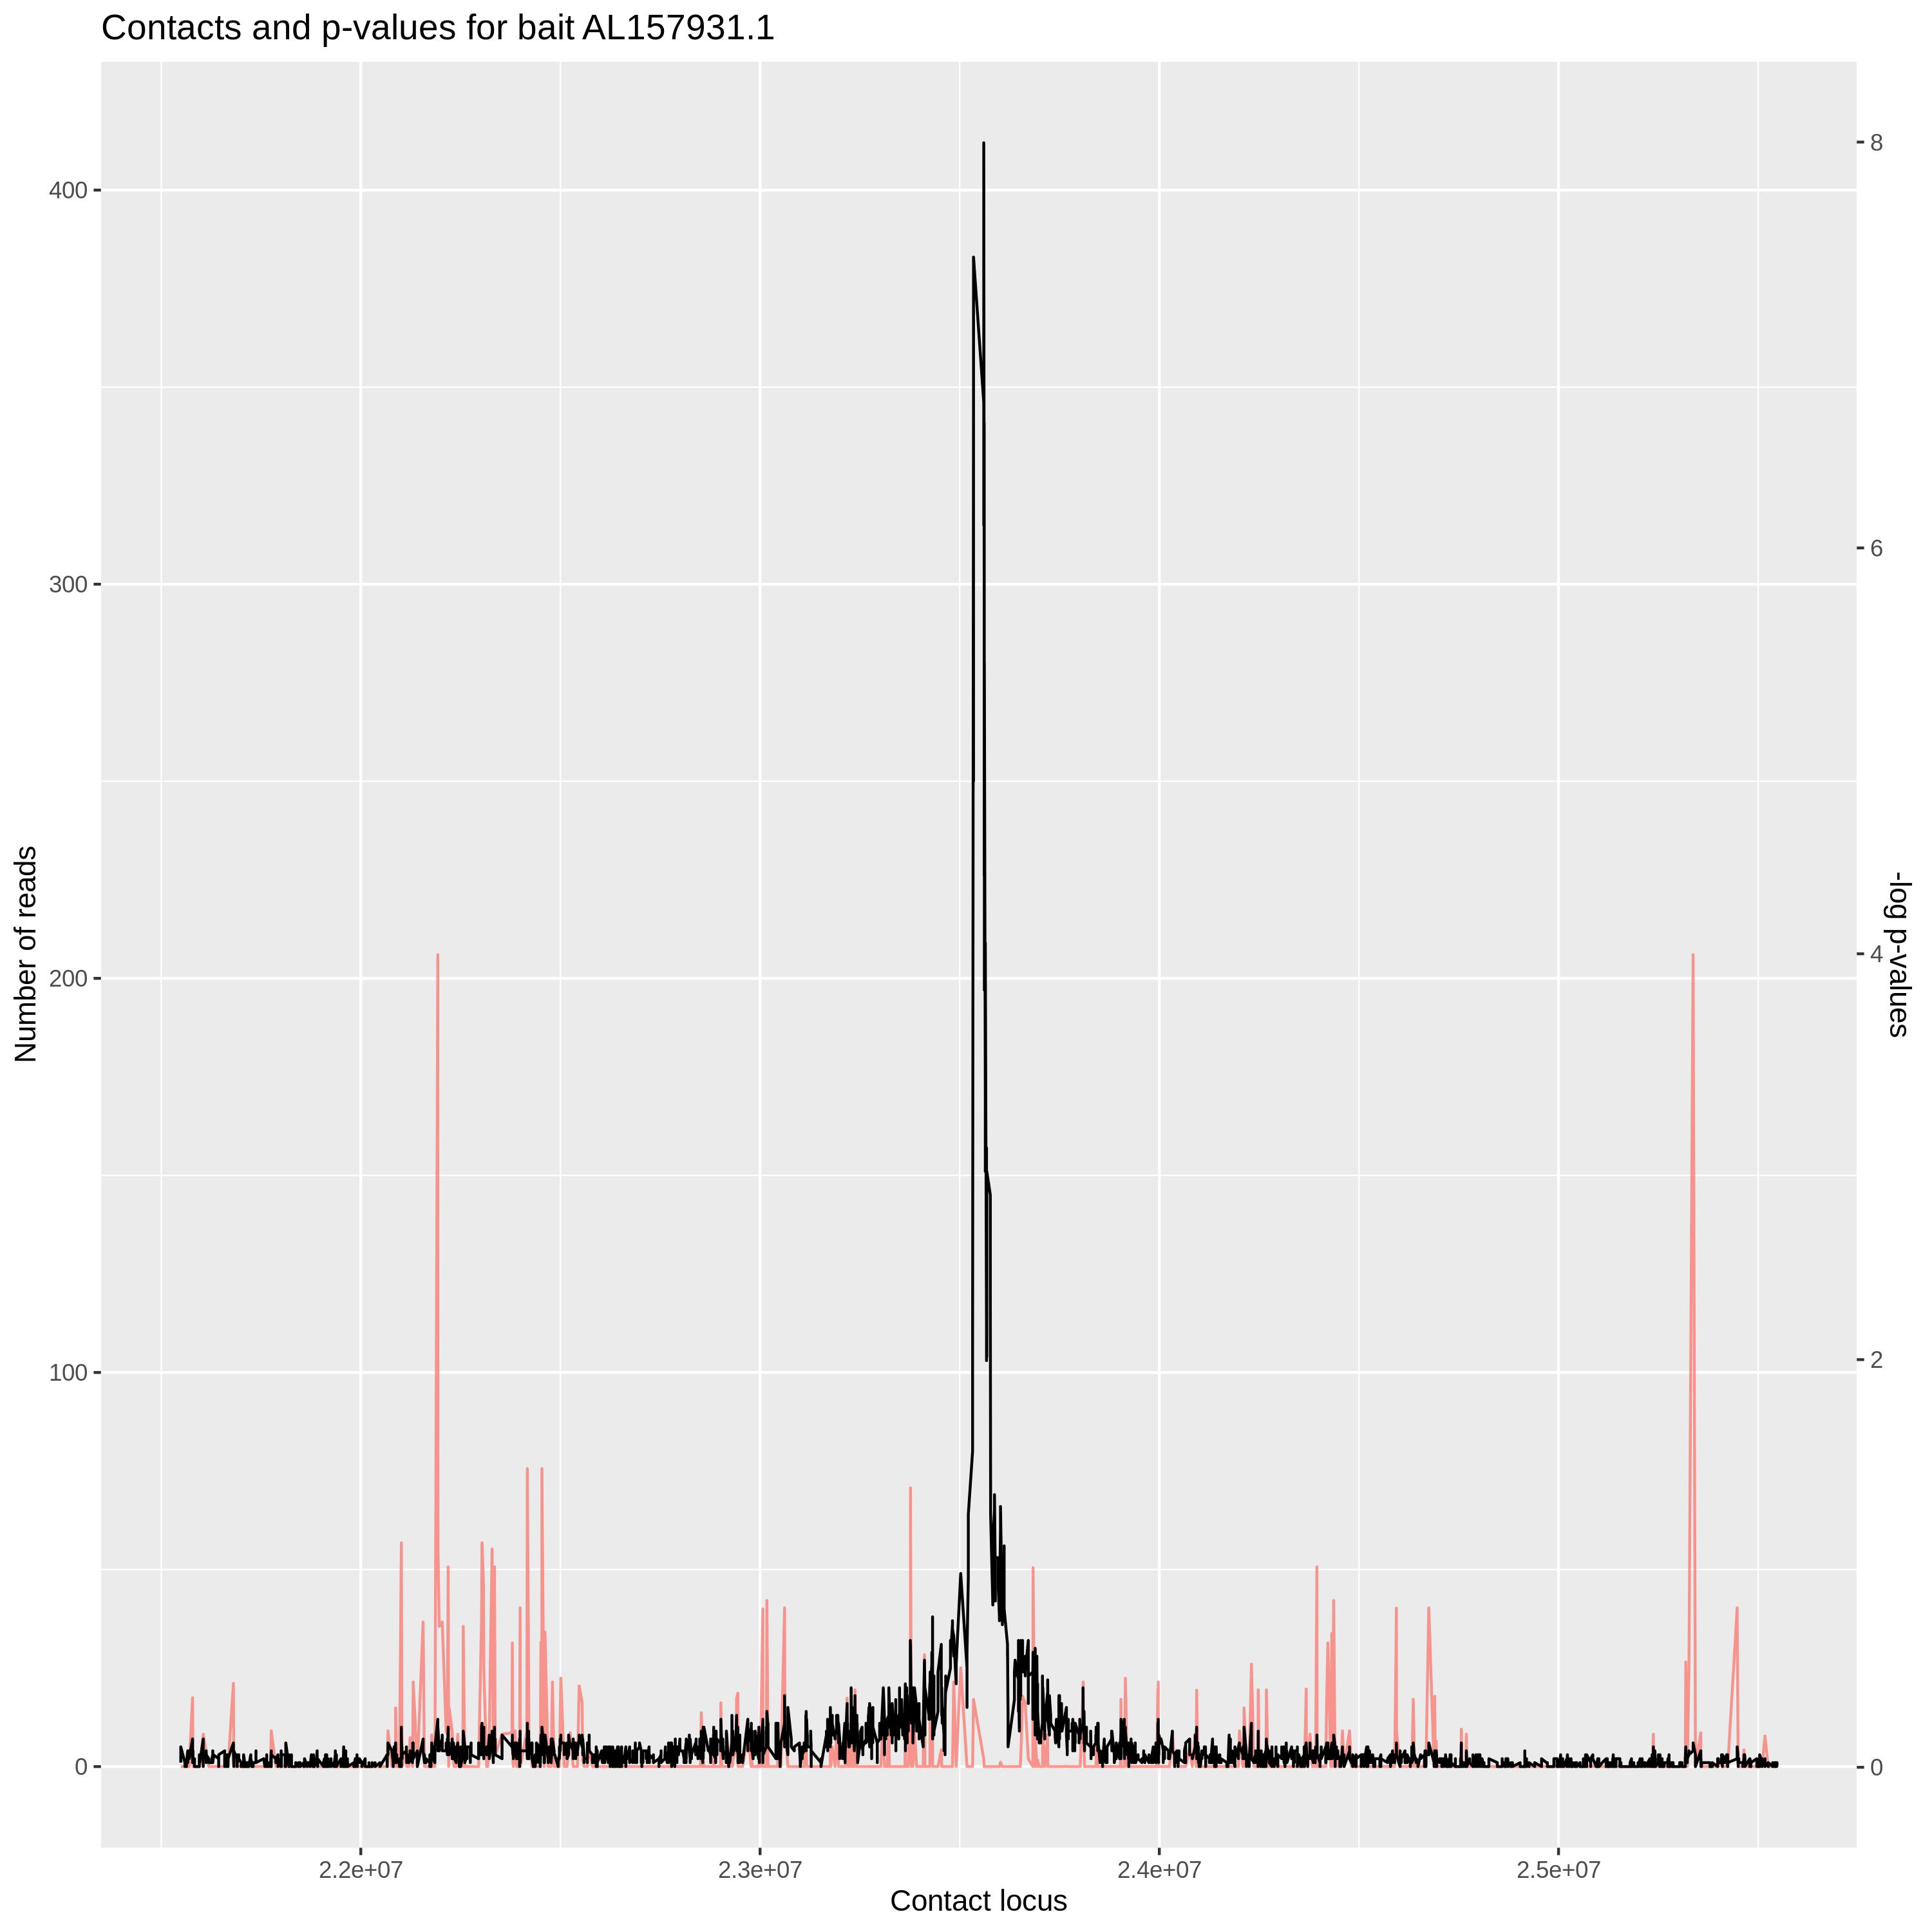 Contacts and p-values for bait AL157931.1
400
300
200
100
0
Number of reads
8
6
4
2
0
-log p-values
2.2e+07
2.3e+07
2.4e+07
2.5e+07
Contact locus